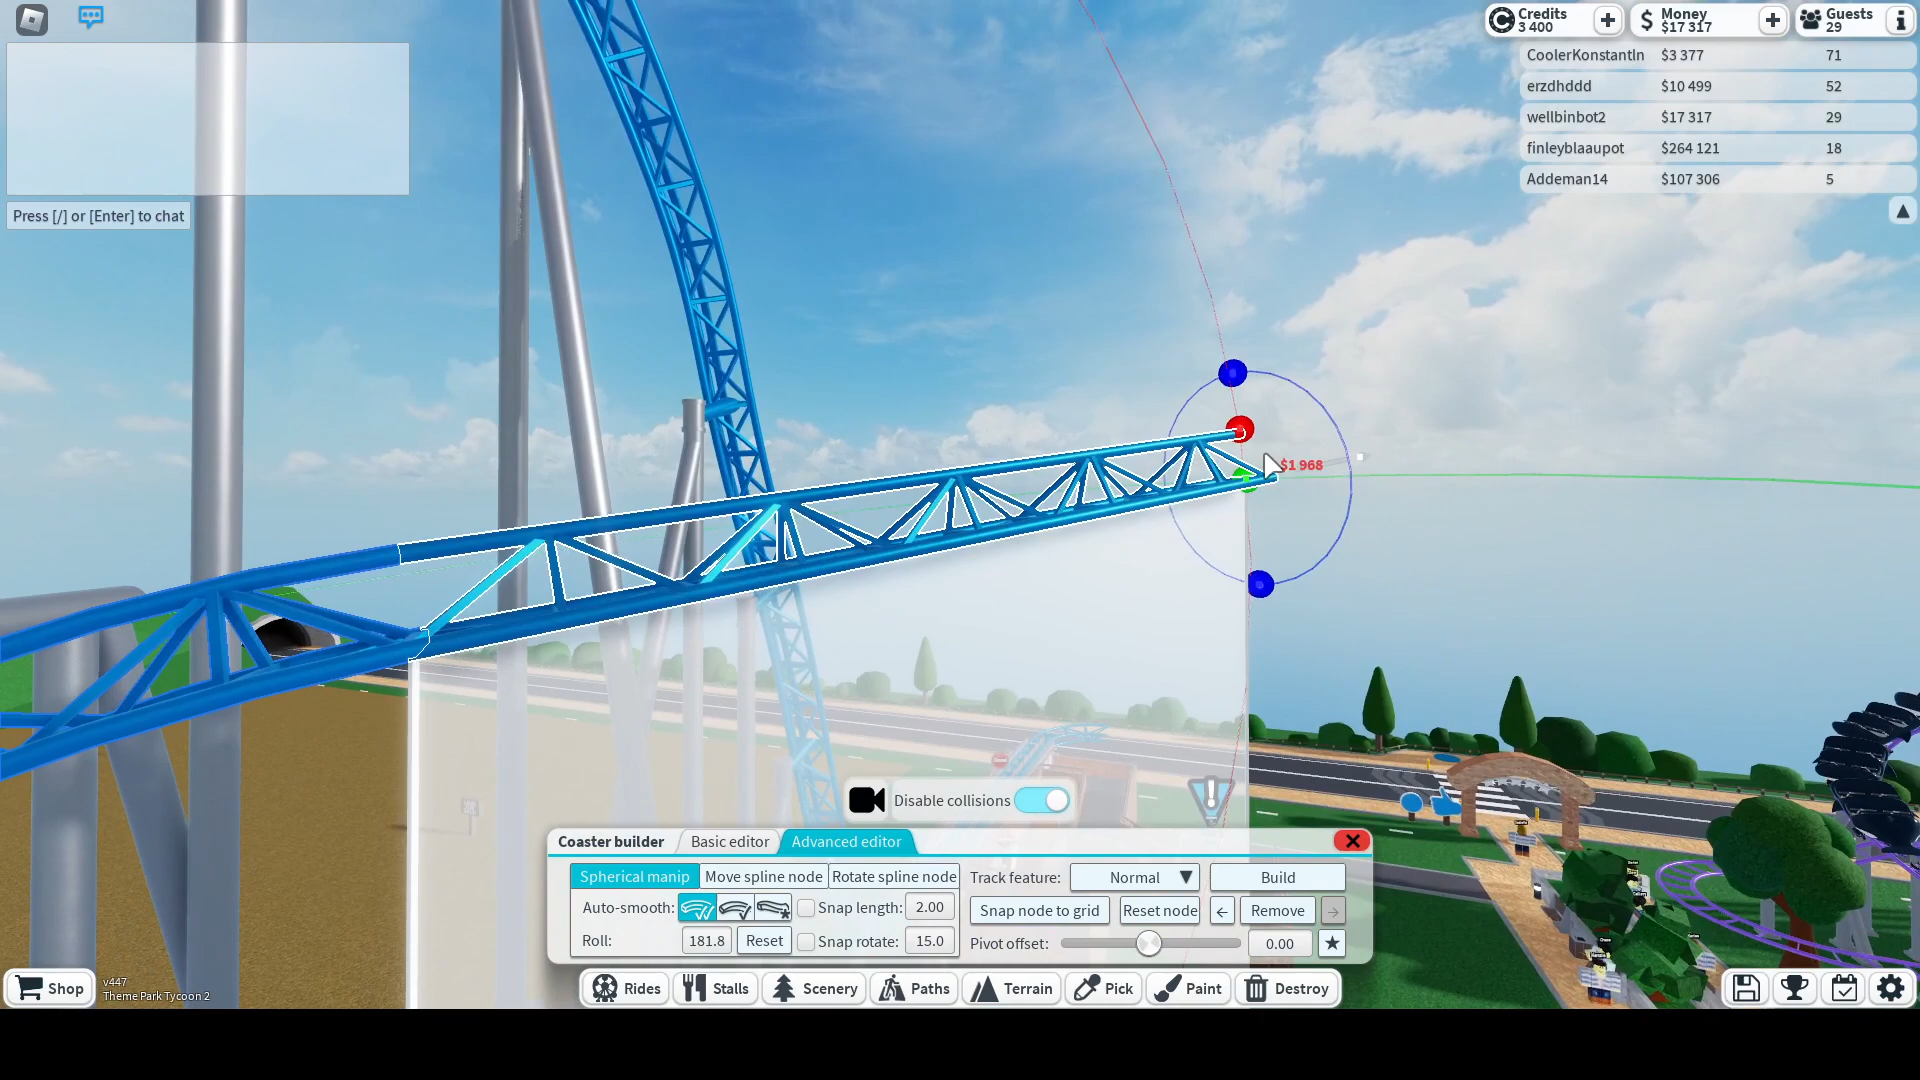 Credits
3 400
Money
$17 317
Guests
29
CoolerKonstantIn $3 377 71
erzdhddd $10 499 52
wellbinbot2 $17 317 29
finleyblaaupot $264 121 18
Addeman14 $107 306 5
Press [/] or [Enter] to chat
$1 968
Disable collisions
Coaster builder Basic editor Advanced editor
Spherical manip Move spline node Rotate spline node Track feature: Normal Build
Auto-smooth: Snap length: 2.00 Snap node to grid Reset node Remove
Roll: 181.8 Reset Snap rotate: 15.0 Pivot offset: 0.00
Shop
v447
Theme Park Tycoon 2
Rides Stalls Scenery Paths Terrain Pick Paint Destroy